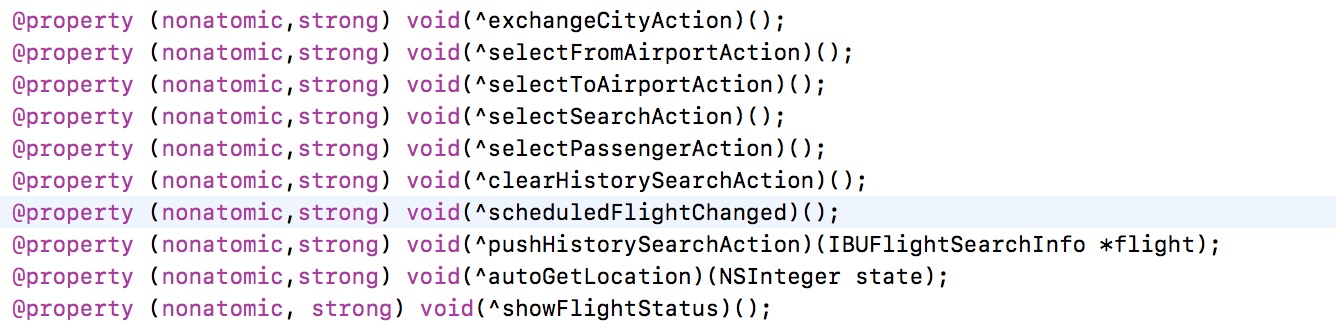 @property (nonatomic,strong) void(^exchangeCityAction)();
@property (nonatomic,strong) void(^selectFromAirportAction)();
@property (nonatomic,strong) void(^selectToAirportAction)();
@property (nonatomic,strong) void(^selectSearchAction)();
@property (nonatomic,strong) void(^selectPassengerAction)();
@property (nonatomic,strong) void(^clearHistorySearchAction)();
@property (nonatomic,strong) void(^scheduledFlightChanged)();
@property (nonatomic,strong) void(^pushHistorySearchAction)(IBUFlightSearchInfo *flight);
@property (nonatomic,strong) void(^autoGetLocation)(NSInteger state);
@property (nonatomic, strong) void(^showFlightStatus)();